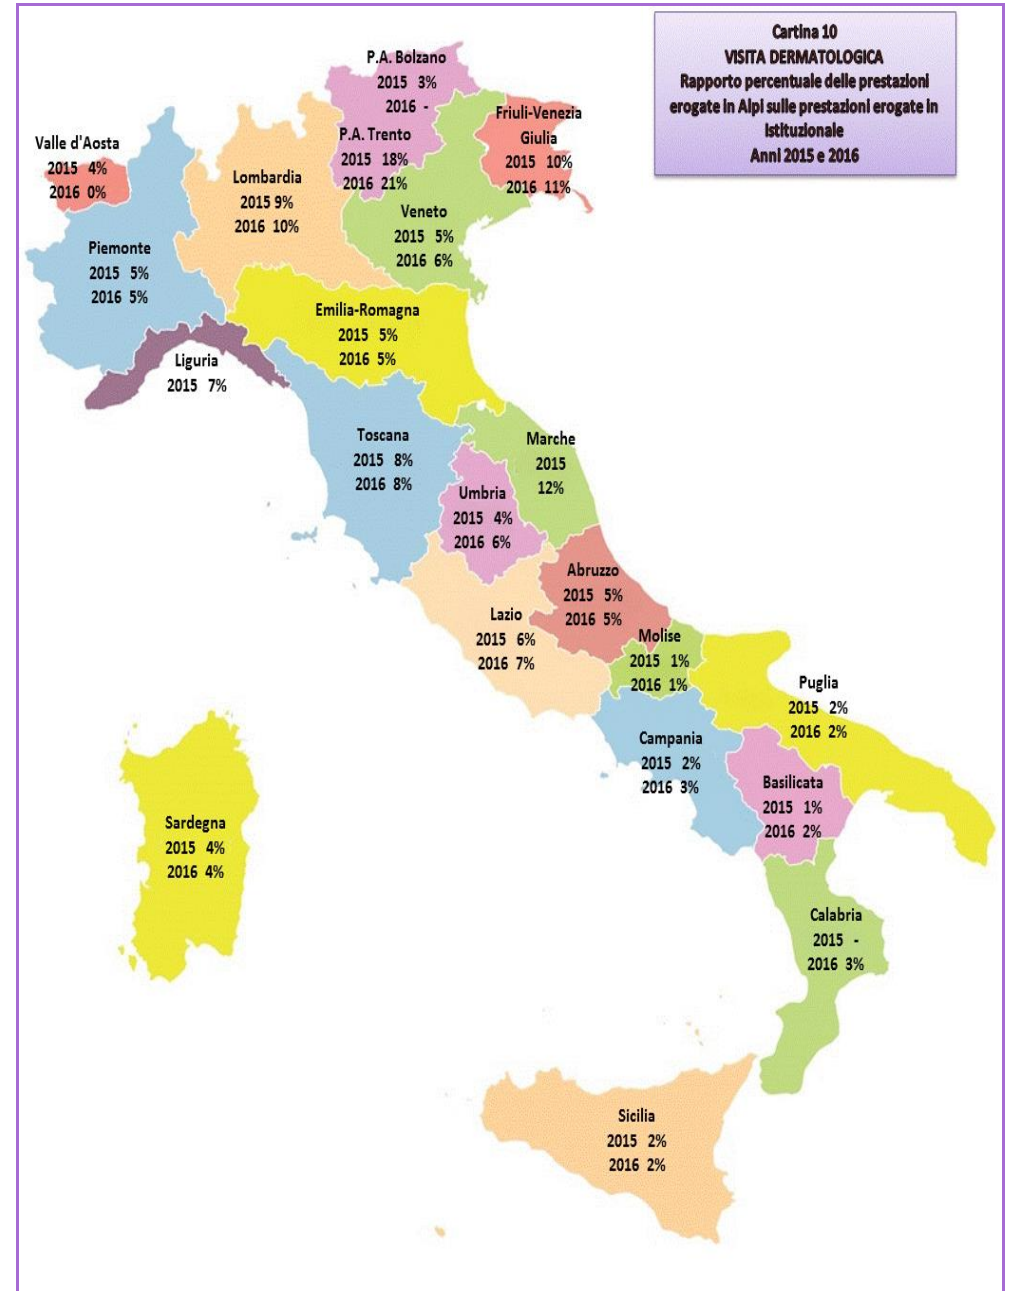 Cartina 10
VISITA DERMATOLOGICA
Rapporto percentuale delle prestazioni
erogate in Alpi sulle prestazioni erogate in
Istituzionale
Anni 2015 e 2016
P.A. Bolzano
2015 3%
2016 -
P.A. Trento
2015 18%
2016 21%
Friuli-Venezia
Giulia
2015 10%
2016 11%
Valle d'Aosta
2015 4%
2016 0%
Lombardia
2015 9%
2016 10%
Veneto
2015 5%
2016 6%
Piemonte
2015 5%
2016 5%
Emilia-Romagna
2015 5%
2016 5%
Liguria
2015 7%
Toscana
2015 8%
2016 8%
Marche
2015
12%
Umbria
2015 4%
2016 6%
Abruzzo
2015 5%
2016 5%
Lazio
2015 6%
2016 7%
Molise
2015 1%
2016 1%
Puglia
2015 2%
2016 2%
Campania
2015 2%
2016 3%
Basilicata
2015 1%
2016 2%
Sardegna
2015 4%
2016 4%
Calabria
2015 -
2016 3%
Sicilia
2015 2%
2016 2%